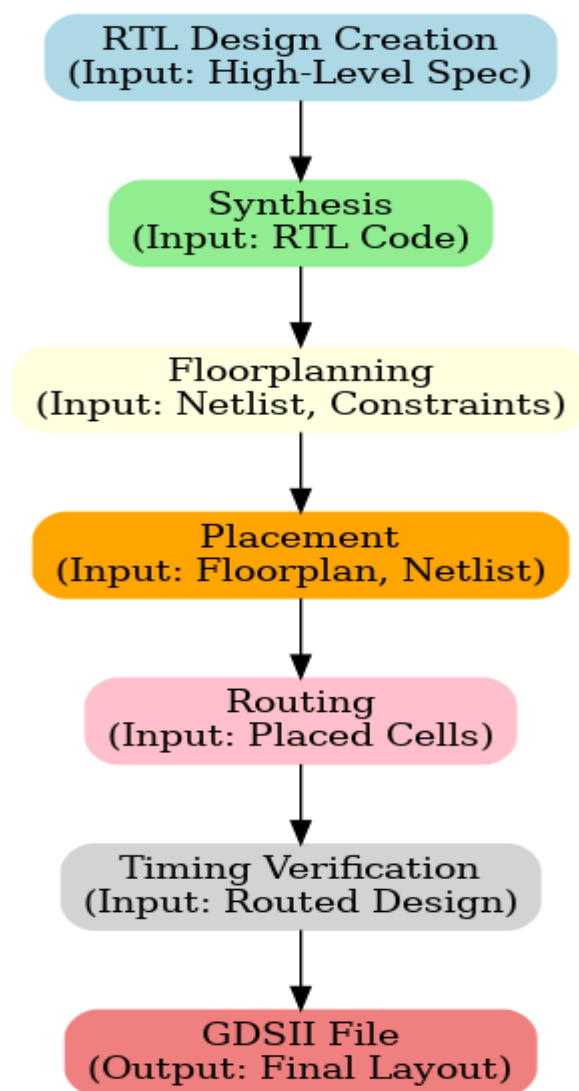 RTL Design Creation
(Input: High-Level Spec)
Synthesis
(Input: RTL Code)
Floorplanning
(Input: Netlist, Constraints)
Placement
(Input: Floorplan, Netlist)
Routing
(Input: Placed Cells)
Timing Verification
(Input: Routed Design)
GDSII File
(Output: Final Layout)